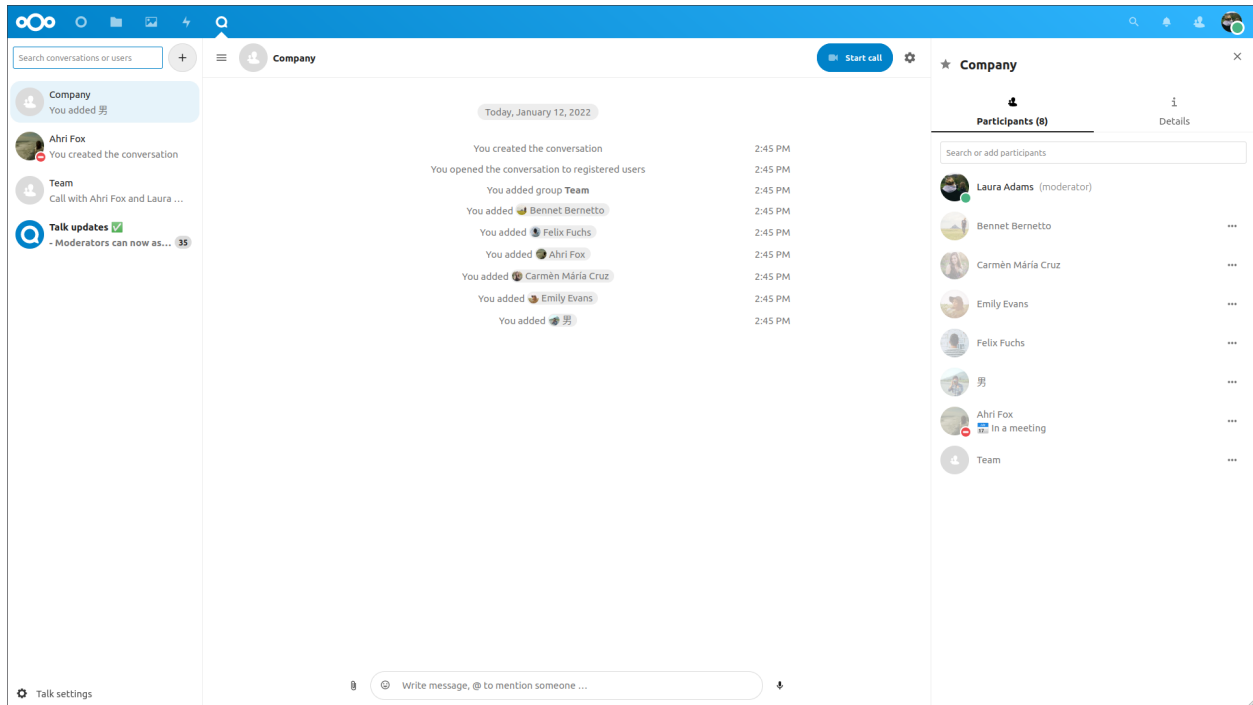 Search conversations or users
+
Company
You added 男
Ahri Fox
You created the conversation
Team
Call with Ahri Fox and Laura ...
Talk updates ✅
- Moderators can now as... 35
Talk settings
Company
Start call
Today, January 12, 2022
You created the conversation 2:45 PM
You opened the conversation to registered users 2:45 PM
You added group Team 2:45 PM
You added Bennet Bernetto 2:45 PM
You added Felix Fuchs 2:45 PM
You added Ahri Fox 2:45 PM
You added Carmèn Máría Cruz 2:45 PM
You added Emily Evans 2:45 PM
You added 男 2:45 PM
Write message, @ to mention someone ...
Company
Participants (8)
Details
Search or add participants
Laura Adams (moderator)
Bennet Bernetto
Carmèn Máría Cruz
Emily Evans
Felix Fuchs
男
Ahri Fox
In a meeting
Team